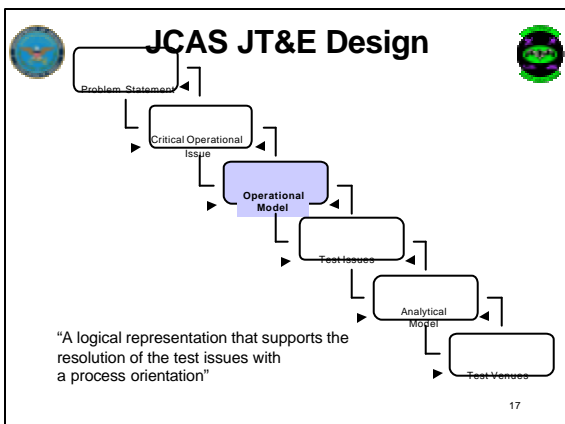 JCAS JT&E Design
Problem Statement
Critical Operational
Issue
Operational
Model
Test Issues
Analytical
Model
Test Venues
“A logical representation that supports the
resolution of the test issues with
a process orientation”
17